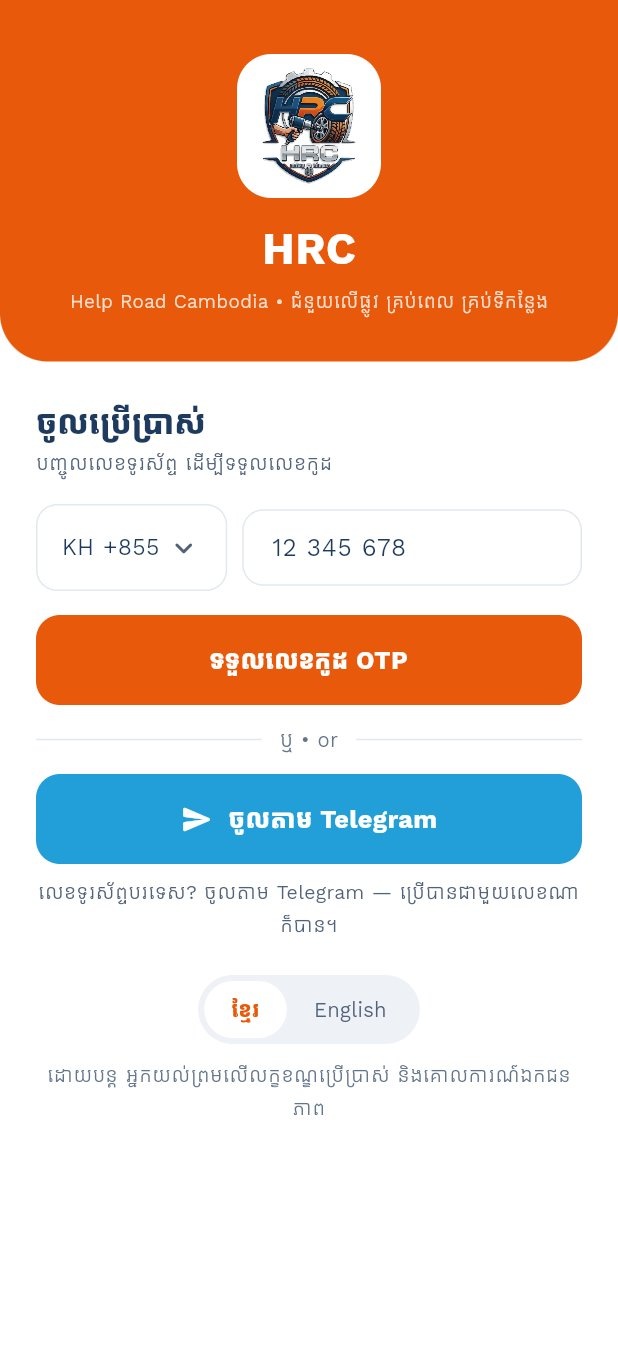 HRC
HRC
HRC
Help Road Cambodia • ជំនួយលើផ្លូវ គ្រប់ពេល គ្រប់ទីកន្លែង
ចូលប្រើប្រាស់
បញ្ចូលលេខទូរស័ព្ទ ដើម្បីទទួលលេខកូដ
KH +855
12 345 678
ទទួលលេខកូដ OTP
ឬ • or
ចូលតាម Telegram
លេខទូរស័ព្ទបរទេស? ចូលតាម Telegram — ប្រើបានជាមួយលេខណា
ក៏បាន។
ខ្មែរ
English
ដោយបន្ត អ្នកយល់ព្រមលើលក្ខខណ្ឌប្រើប្រាស់ និងគោលការណ៍ឯកជន
ភាព